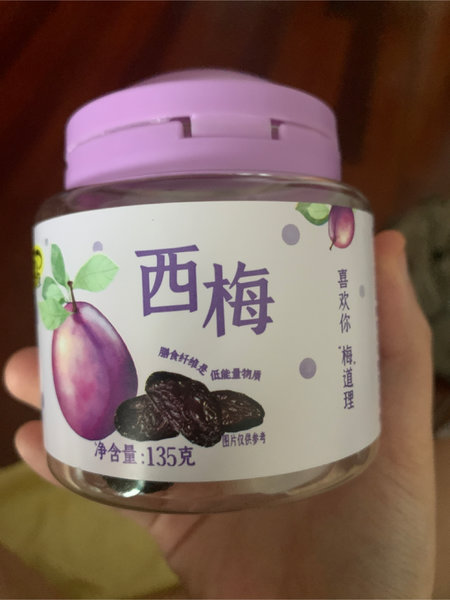 西梅
喜欢你"梅"道理
膳食纤维是 低能量物质
图片仅供参考
净含量:135克